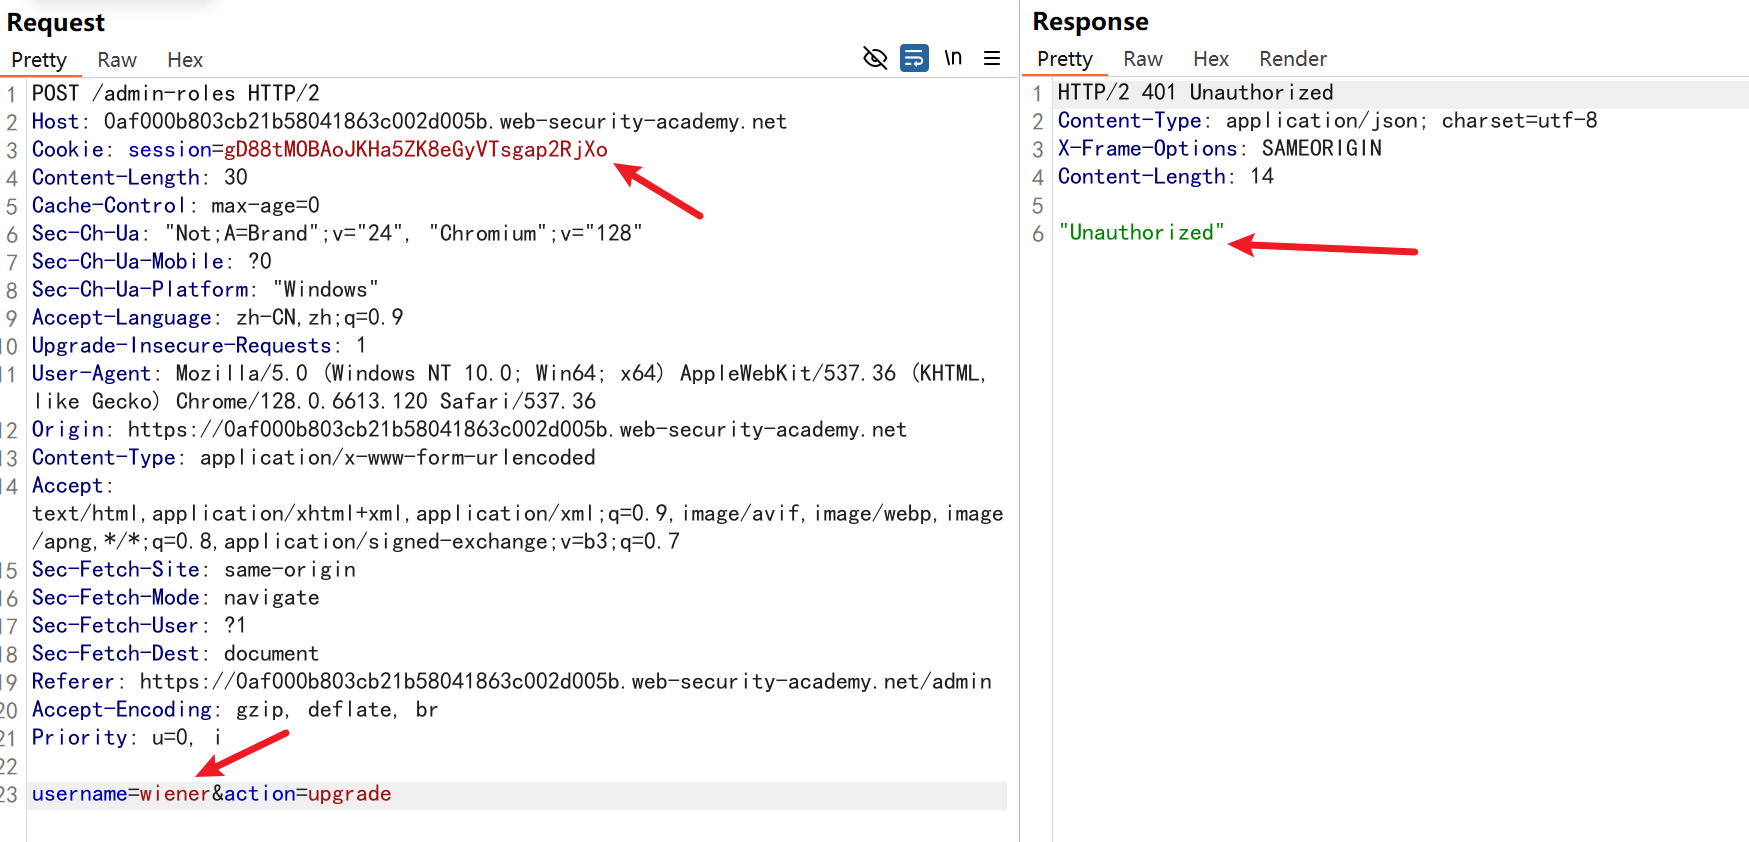 Request
Pretty Raw Hex
\n
1 POST /admin-roles HTTP/2
2 Host: 0af000b803cb21b58041863c002d005b.web-security-academy.net
3 Cookie: session=gD88tMOBAoJKHa5ZK8eGyVTsgap2RjXo
4 Content-Length: 30
5 Cache-Control: max-age=0
6 Sec-Ch-Ua: "Not;A=Brand";v="24", "Chromium";v="128"
7 Sec-Ch-Ua-Mobile: ?0
8 Sec-Ch-Ua-Platform: "Windows"
9 Accept-Language: zh-CN,zh;q=0.9
10 Upgrade-Insecure-Requests: 1
11 User-Agent: Mozilla/5.0 (Windows NT 10.0; Win64; x64) AppleWebKit/537.36 (KHTML,
like Gecko) Chrome/128.0.6613.120 Safari/537.36
12 Origin: https://0af000b803cb21b58041863c002d005b.web-security-academy.net
13 Content-Type: application/x-www-form-urlencoded
14 Accept:
text/html,application/xhtml+xml,application/xml;q=0.9,image/avif,image/webp,image
/apng,*/*;q=0.8,application/signed-exchange;v=b3;q=0.7
15 Sec-Fetch-Site: same-origin
16 Sec-Fetch-Mode: navigate
17 Sec-Fetch-User: ?1
18 Sec-Fetch-Dest: document
19 Referer: https://0af000b803cb21b58041863c002d005b.web-security-academy.net/admin
20 Accept-Encoding: gzip, deflate, br
21 Priority: u=0, i
22
23 username=wiener&action=upgrade
Response
Pretty Raw Hex Render
1 HTTP/2 401 Unauthorized
2 Content-Type: application/json; charset=utf-8
3 X-Frame-Options: SAMEORIGIN
4 Content-Length: 14
5
6 "Unauthorized"